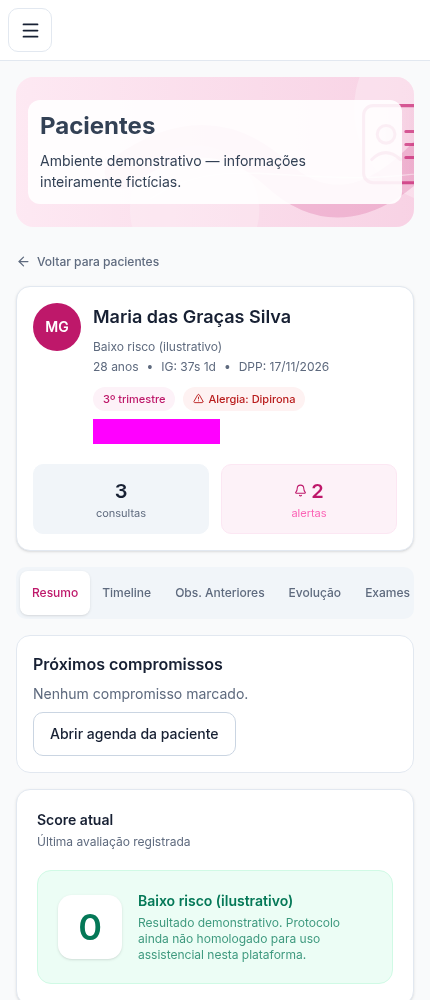 Pacientes
Ambiente demonstrativo — informações
inteiramente fictícias.
Voltar para pacientes
MG
Maria das Graças Silva
Baixo risco (ilustrativo)
28 anos • IG: 37s 1d • DPP: 17/11/2026
3º trimestre
Alergia: Dipirona
3
consultas
2
alertas
Resumo
Timeline
Obs. Anteriores
Evolução
Exames
Próximos compromissos
Nenhum compromisso marcado.
Abrir agenda da paciente
Score atual
Última avaliação registrada
0
Baixo risco (ilustrativo)
Resultado demonstrativo. Protocolo
ainda não homologado para uso
assistencial nesta plataforma.